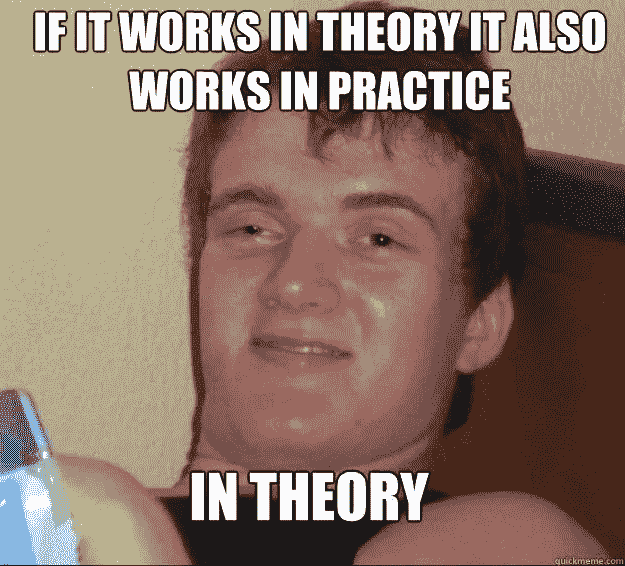 IF IT WORKS IN THEORY IT ALSO
WORKS IN PRACTICE
IN THEORY
quickmeme.com